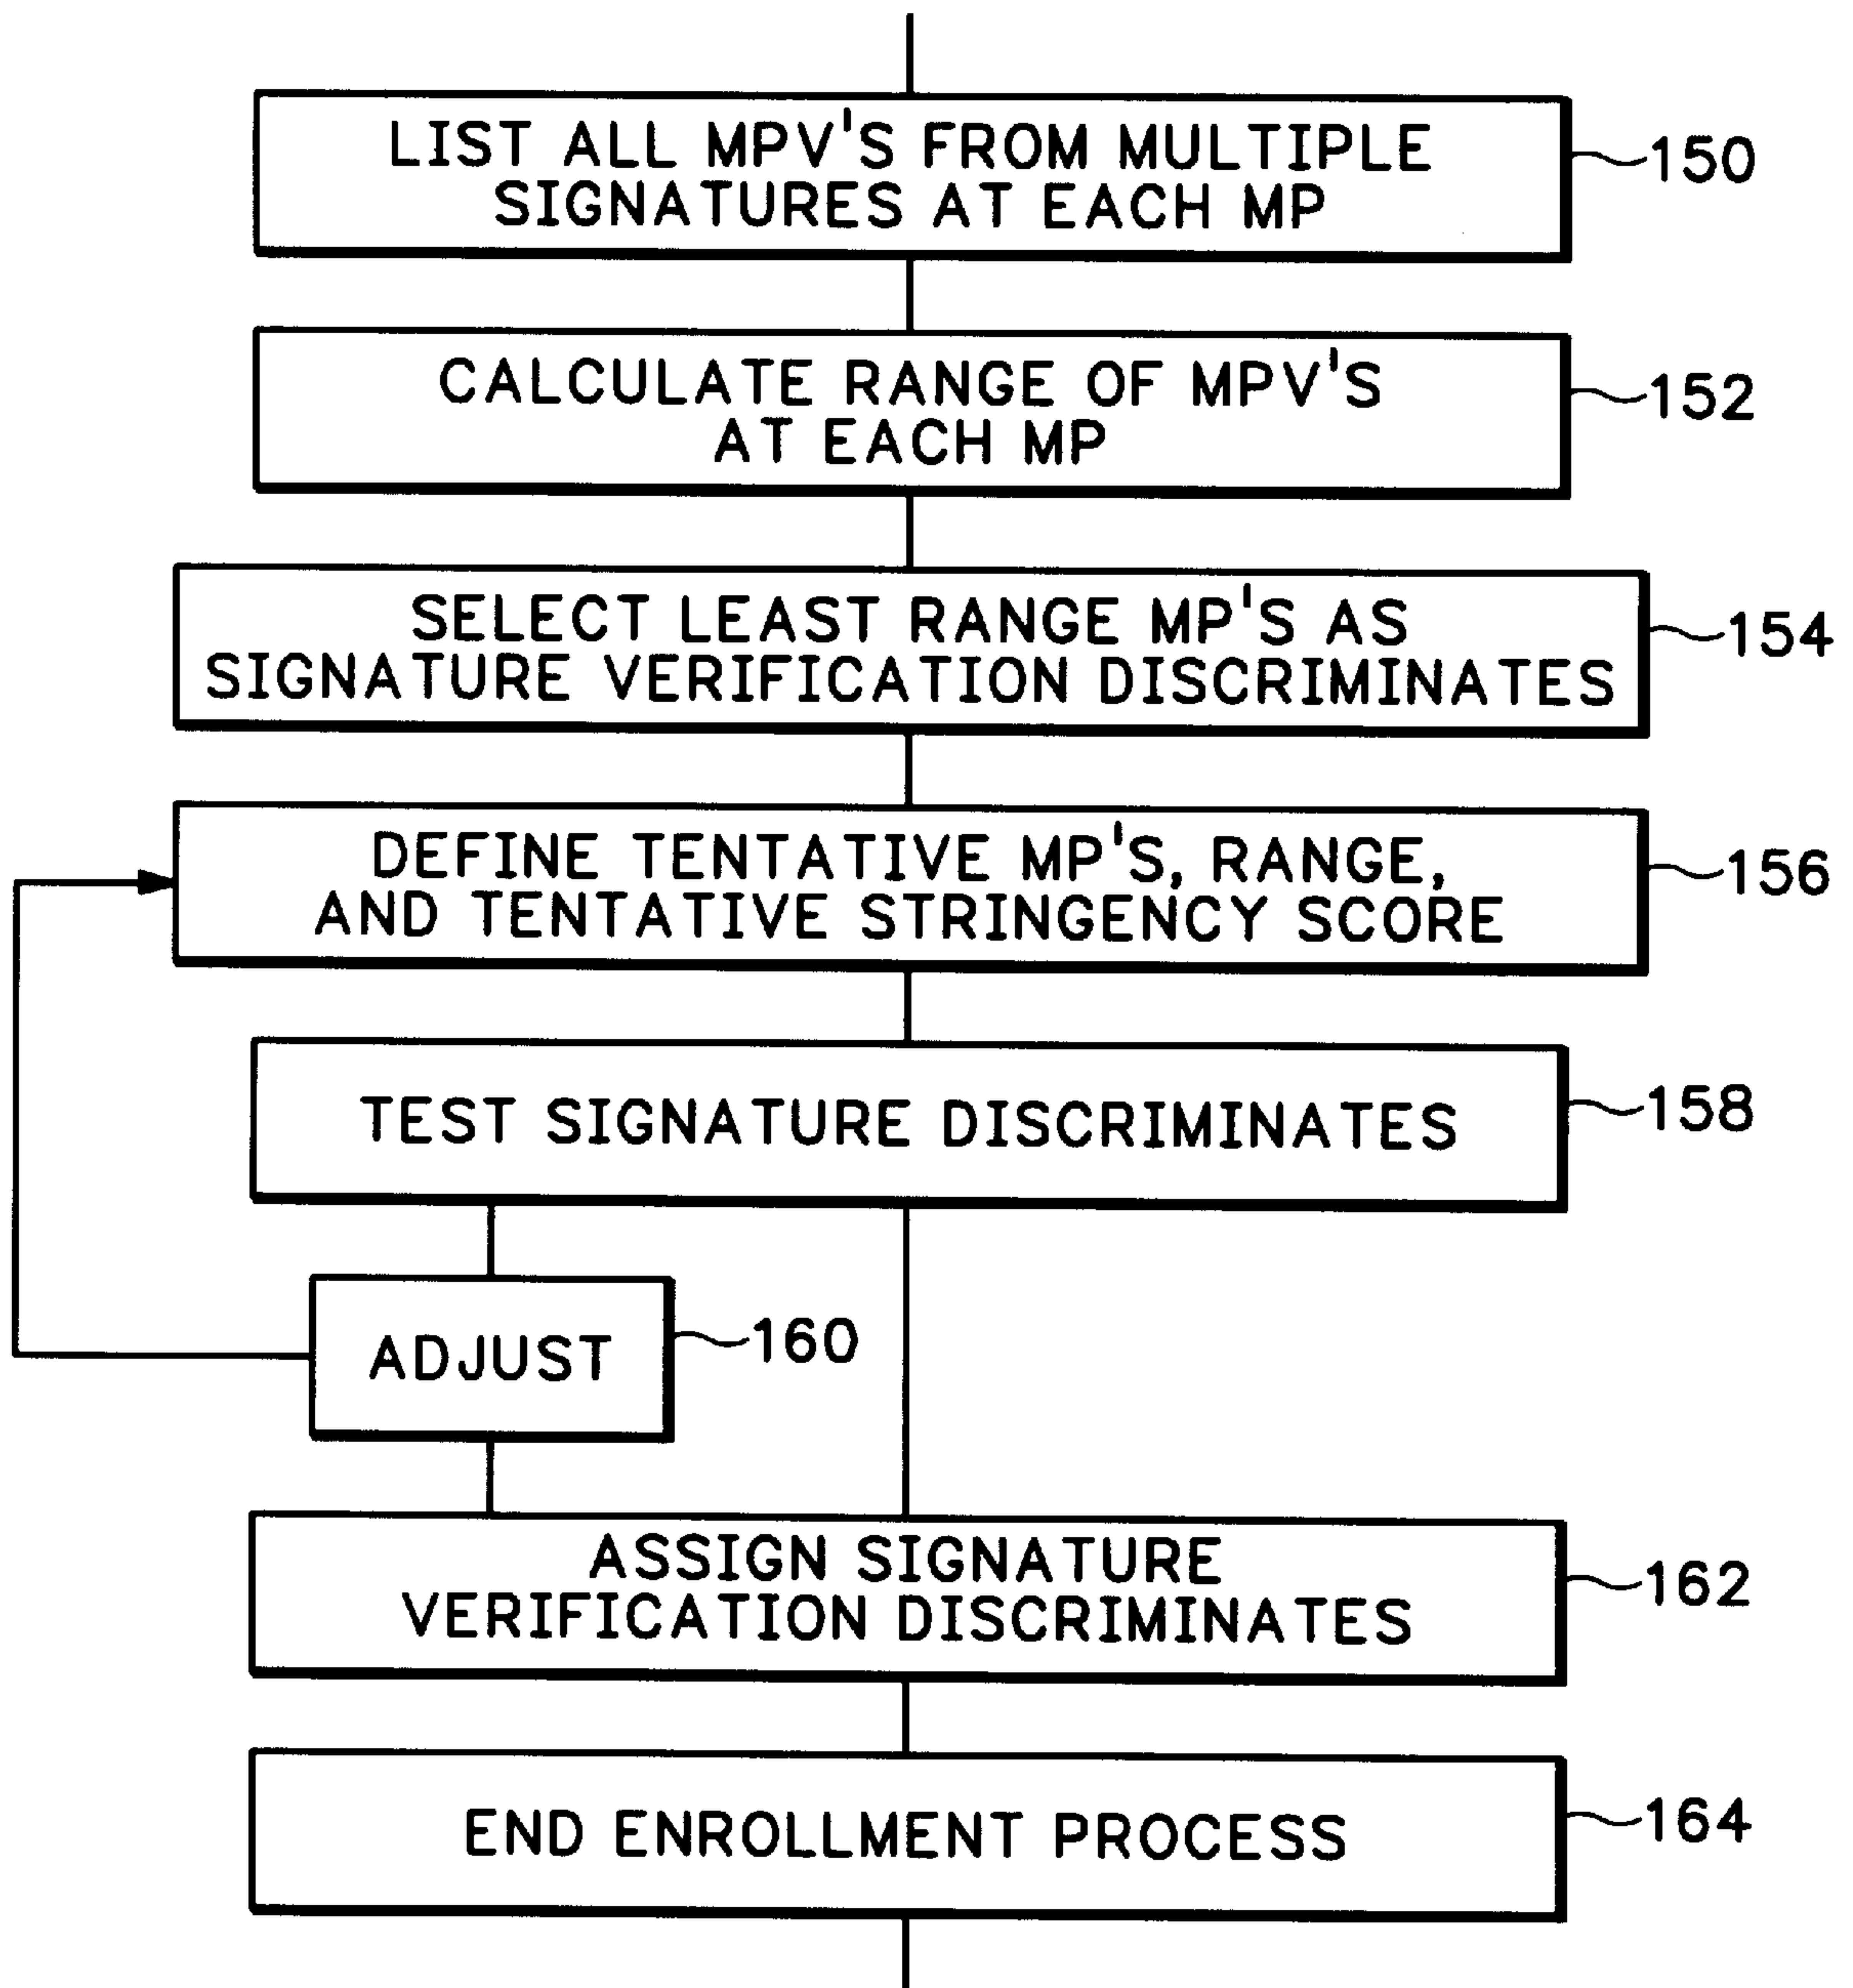 LIST ALL MPV'S FROM MULTIPLE
SIGNATURES AT EACH MP
150
CALCULATE RANGE OF MPV'S
AT EACH MP
152
SELECT LEAST RANGE MP'S AS
SIGNATURE VERIFICATION DISCRIMINATES
154
DEFINE TENTATIVE MP'S, RANGE,
AND TENTATIVE STRINGENCY SCORE
156
TEST SIGNATURE DISCRIMINATES
158
ADJUST
160
ASSIGN SIGNATURE
VERIFICATION DISCRIMINATES
162
END ENROLLMENT PROCESS
164